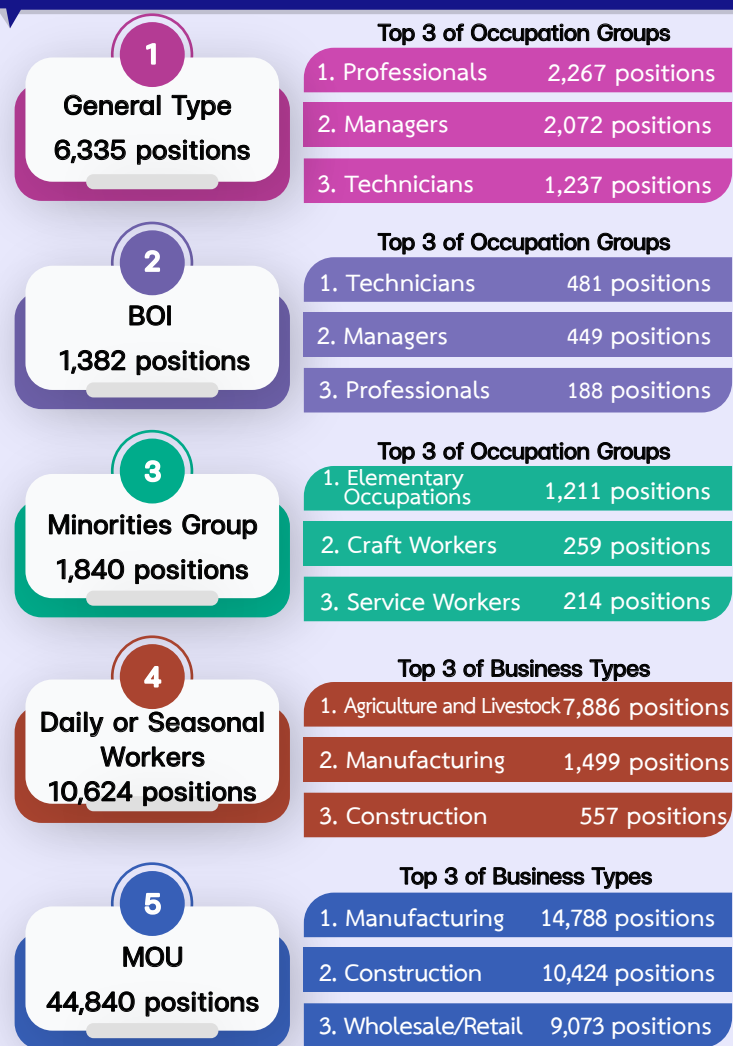 1
General Type
6,335 positions
Top 3 of Occupation Groups
1. Professionals 2,267 positions
2. Managers 2,072 positions
3. Technicians 1,237 positions
2
BOI
1,382 positions
Top 3 of Occupation Groups
1. Technicians 481 positions
2. Managers 449 positions
3. Professionals 188 positions
3
Minorities Group
1,840 positions
Top 3 of Occupation Groups
1. Elementary
Occupations 1,211 positions
2. Craft Workers 259 positions
3. Service Workers 214 positions
4
Daily or Seasonal
Workers
10,624 positions
Top 3 of Business Types
1. Agriculture and Livestock 7,886 positions
2. Manufacturing 1,499 positions
3. Construction 557 positions
5
MOU
44,840 positions
Top 3 of Business Types
1. Manufacturing 14,788 positions
2. Construction 10,424 positions
3. Wholesale/Retail 9,073 positions